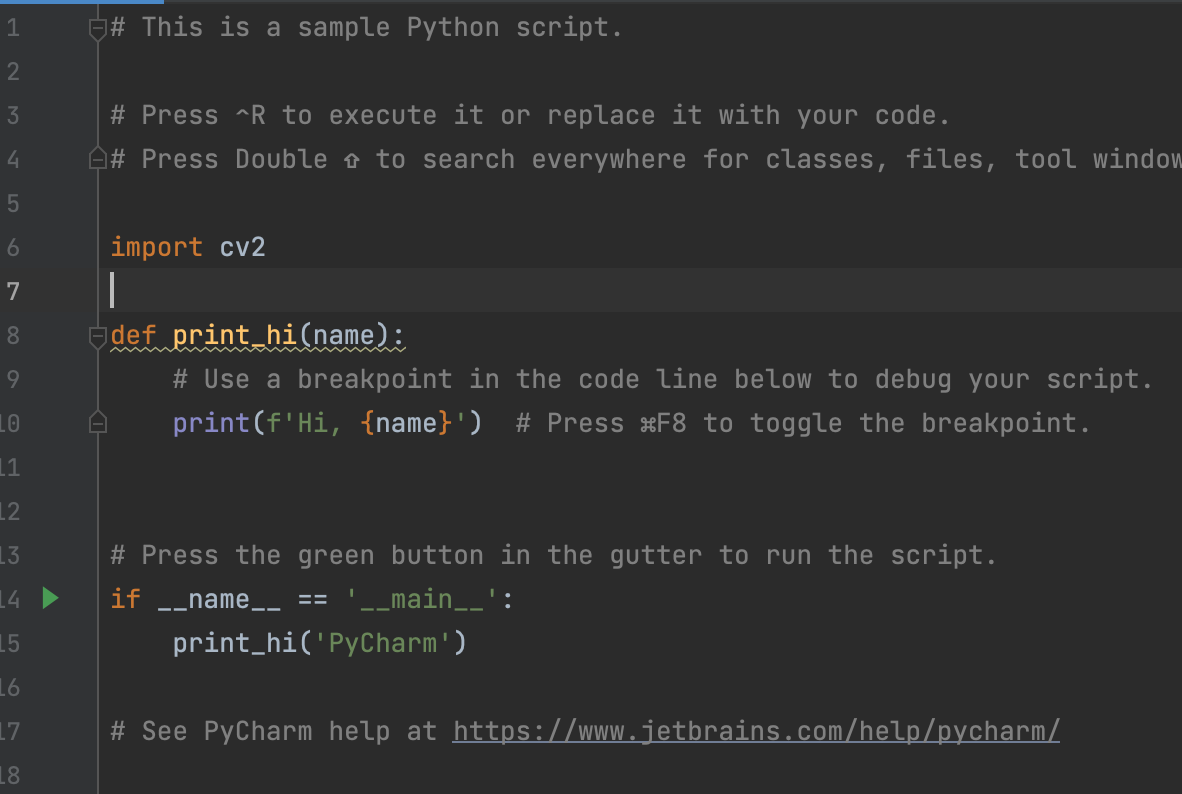 1 # This is a sample Python script.
2
3 # Press ^R to execute it or replace it with your code.
4 # Press Double ⇧ to search everywhere for classes, files, tool window
5
6 import cv2
7
8 def print_hi(name):
9     # Use a breakpoint in the code line below to debug your script.
10     print(f'Hi, {name}')  # Press ⌘F8 to toggle the breakpoint.
11
12
13 # Press the green button in the gutter to run the script.
14 if __name__ == '__main__':
15     print_hi('PyCharm')
16
17 # See PyCharm help at https://www.jetbrains.com/help/pycharm/
18